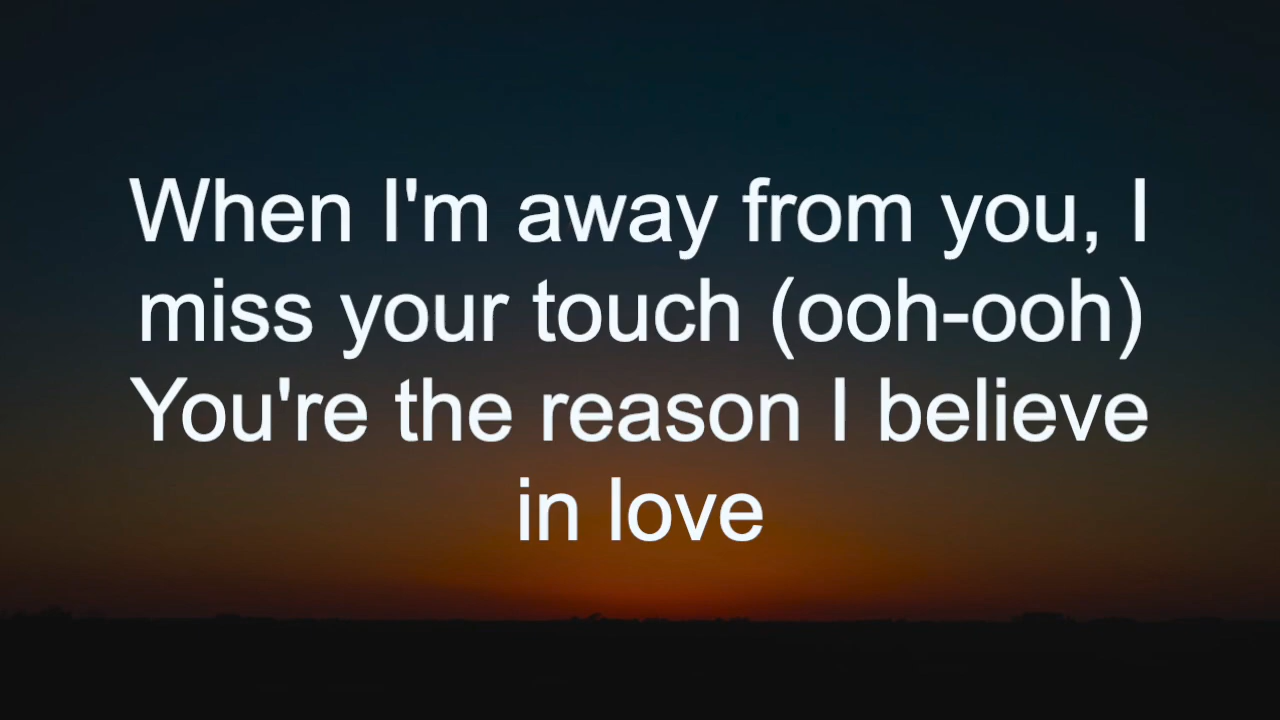 When I'm away from you, I
miss your touch (ooh-ooh)
You're the reason I believe
in love